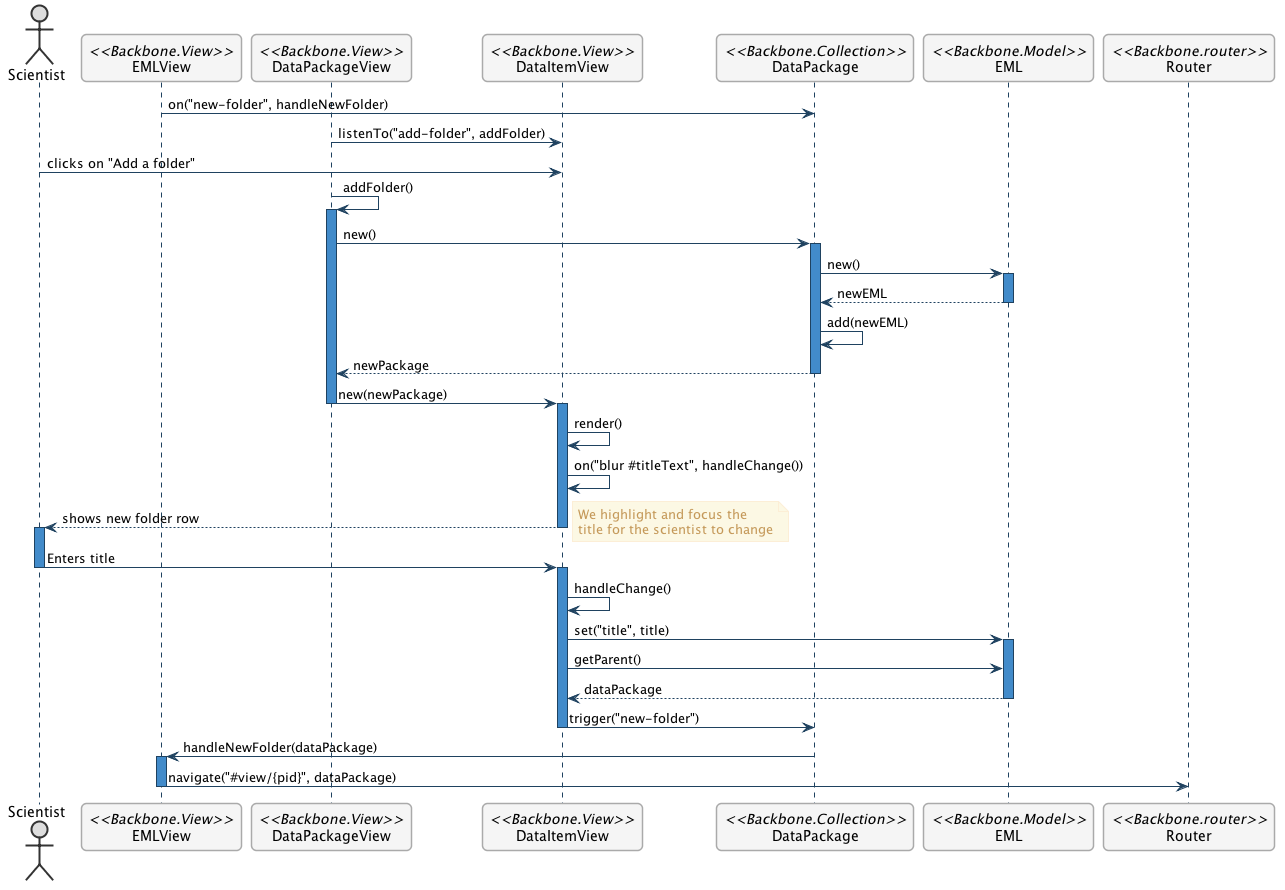 Scientist
<<Backbone.View>>
EMLView
<<Backbone.View>>
DataPackageView
<<Backbone.View>>
DataItemView
<<Backbone.Collection>>
DataPackage
<<Backbone.Model>>
EML
<<Backbone.router>>
Router
on("new-folder", handleNewFolder)
listenTo("add-folder", addFolder)
clicks on "Add a folder"
addFolder()
new()
new()
newEML
add(newEML)
newPackage
new(newPackage)
render()
on("blur #titleText", handleChange())
We highlight and focus the
title for the scientist to change
shows new folder row
Enters title
handleChange()
set("title", title)
getParent()
dataPackage
trigger("new-folder")
handleNewFolder(dataPackage)
navigate("#view/{pid}", dataPackage)
Scientist
<<Backbone.View>>
EMLView
<<Backbone.View>>
DataPackageView
<<Backbone.View>>
DataItemView
<<Backbone.Collection>>
DataPackage
<<Backbone.Model>>
EML
<<Backbone.router>>
Router